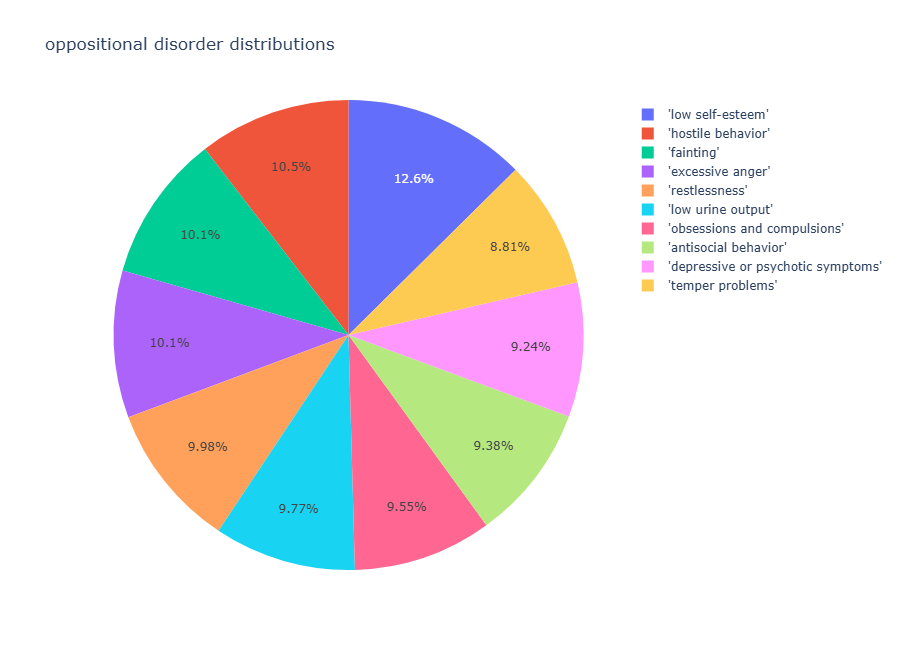 oppositional disorder distributions
'low self-esteem'
'hostile behavior'
'fainting'
'excessive anger'
'restlessness'
'low urine output'
'obsessions and compulsions'
'antisocial behavior'
'depressive or psychotic symptoms'
'temper problems'
12.6%
8.81%
9.24%
9.38%
9.55%
9.77%
9.98%
10.1%
10.1%
10.5%